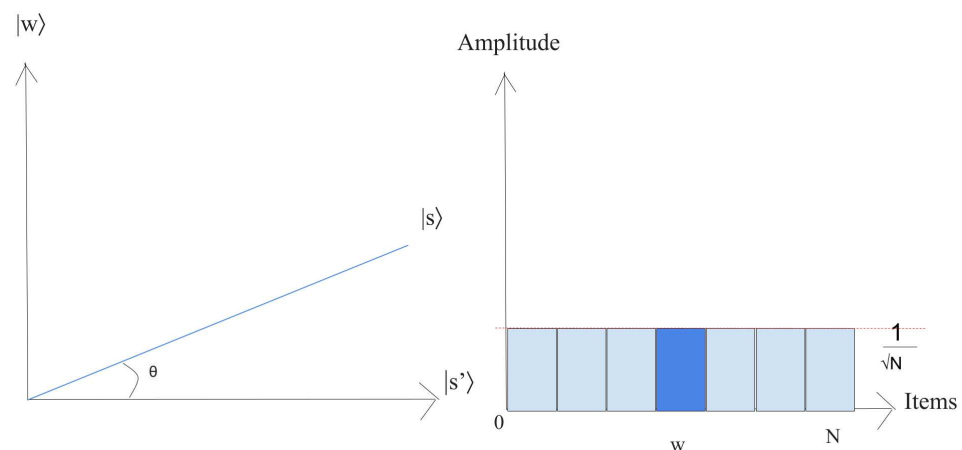 |w⟩
|s⟩
θ
|s’⟩
Amplitude
1
√N
Items
0
w
N